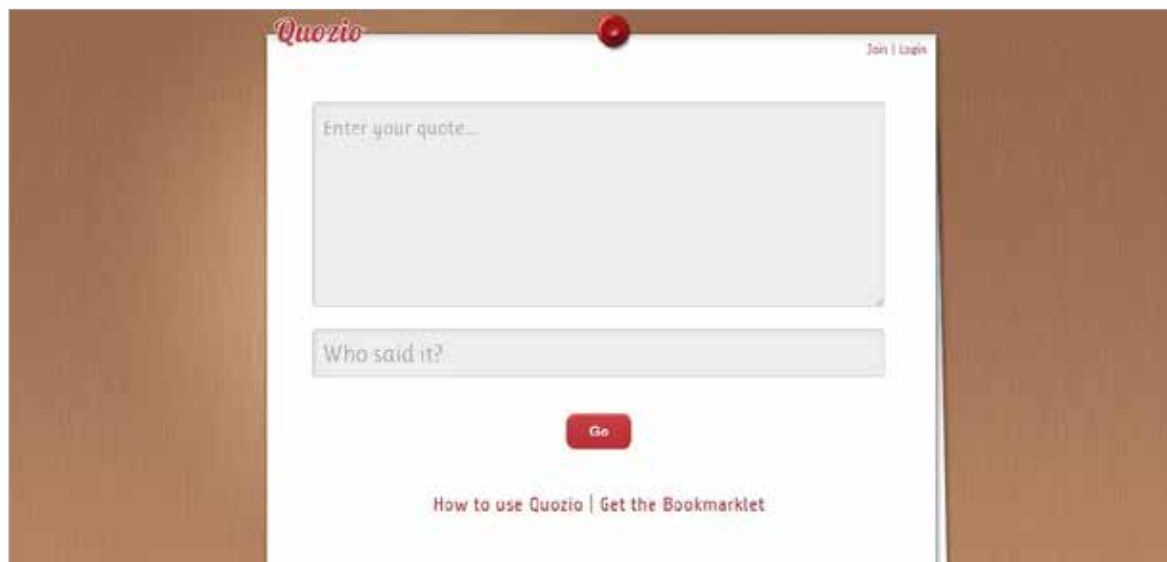 Quozio
Join | Login
Enter your quote...
Who said it?
Go
How to use Quozio | Get the Bookmarklet